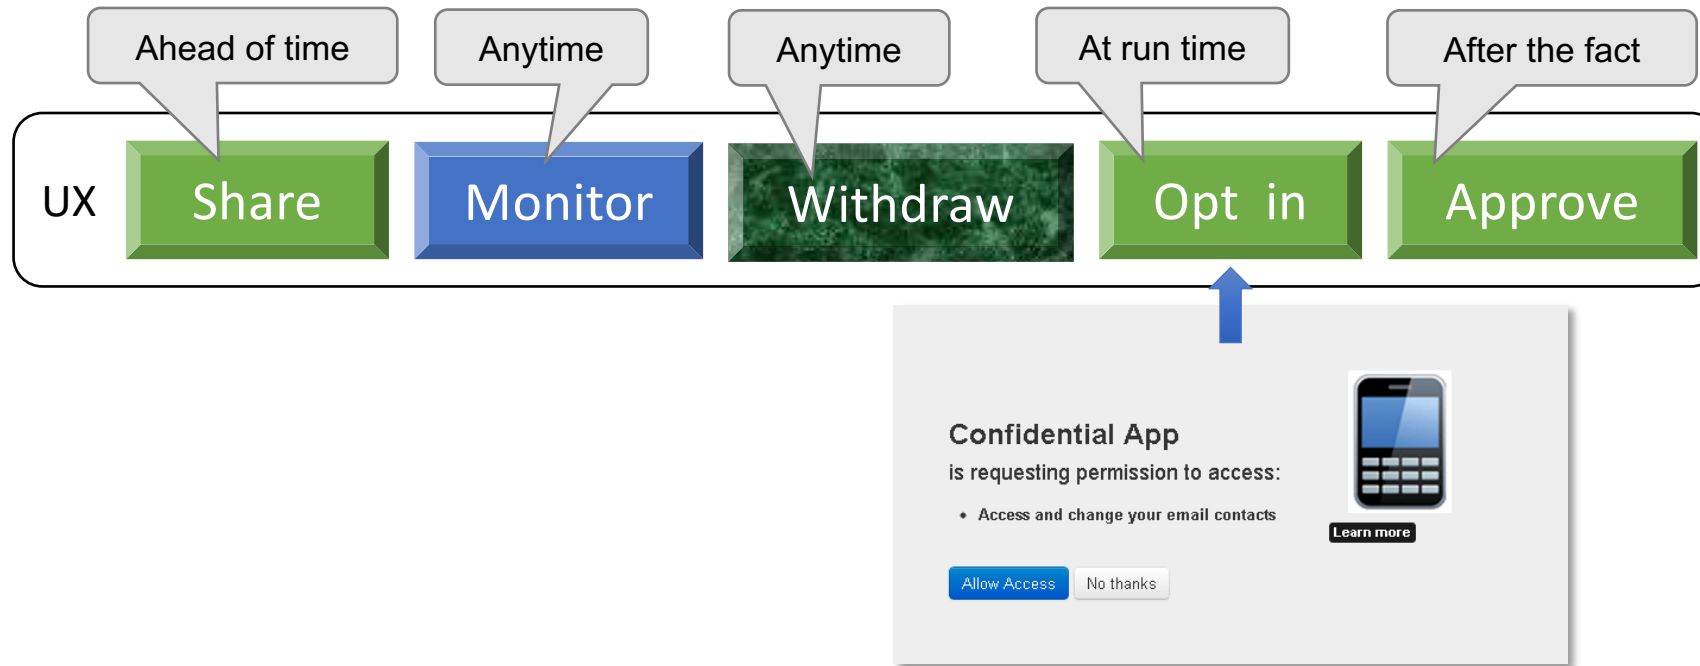 Ahead of time
Anytime
Anytime
At run time
After the fact
UX
Share
Monitor
Withdraw
Opt in
Approve
Confidential App
is requesting permission to access:
• Access and change your email contacts
Learn more
Allow Access
No thanks